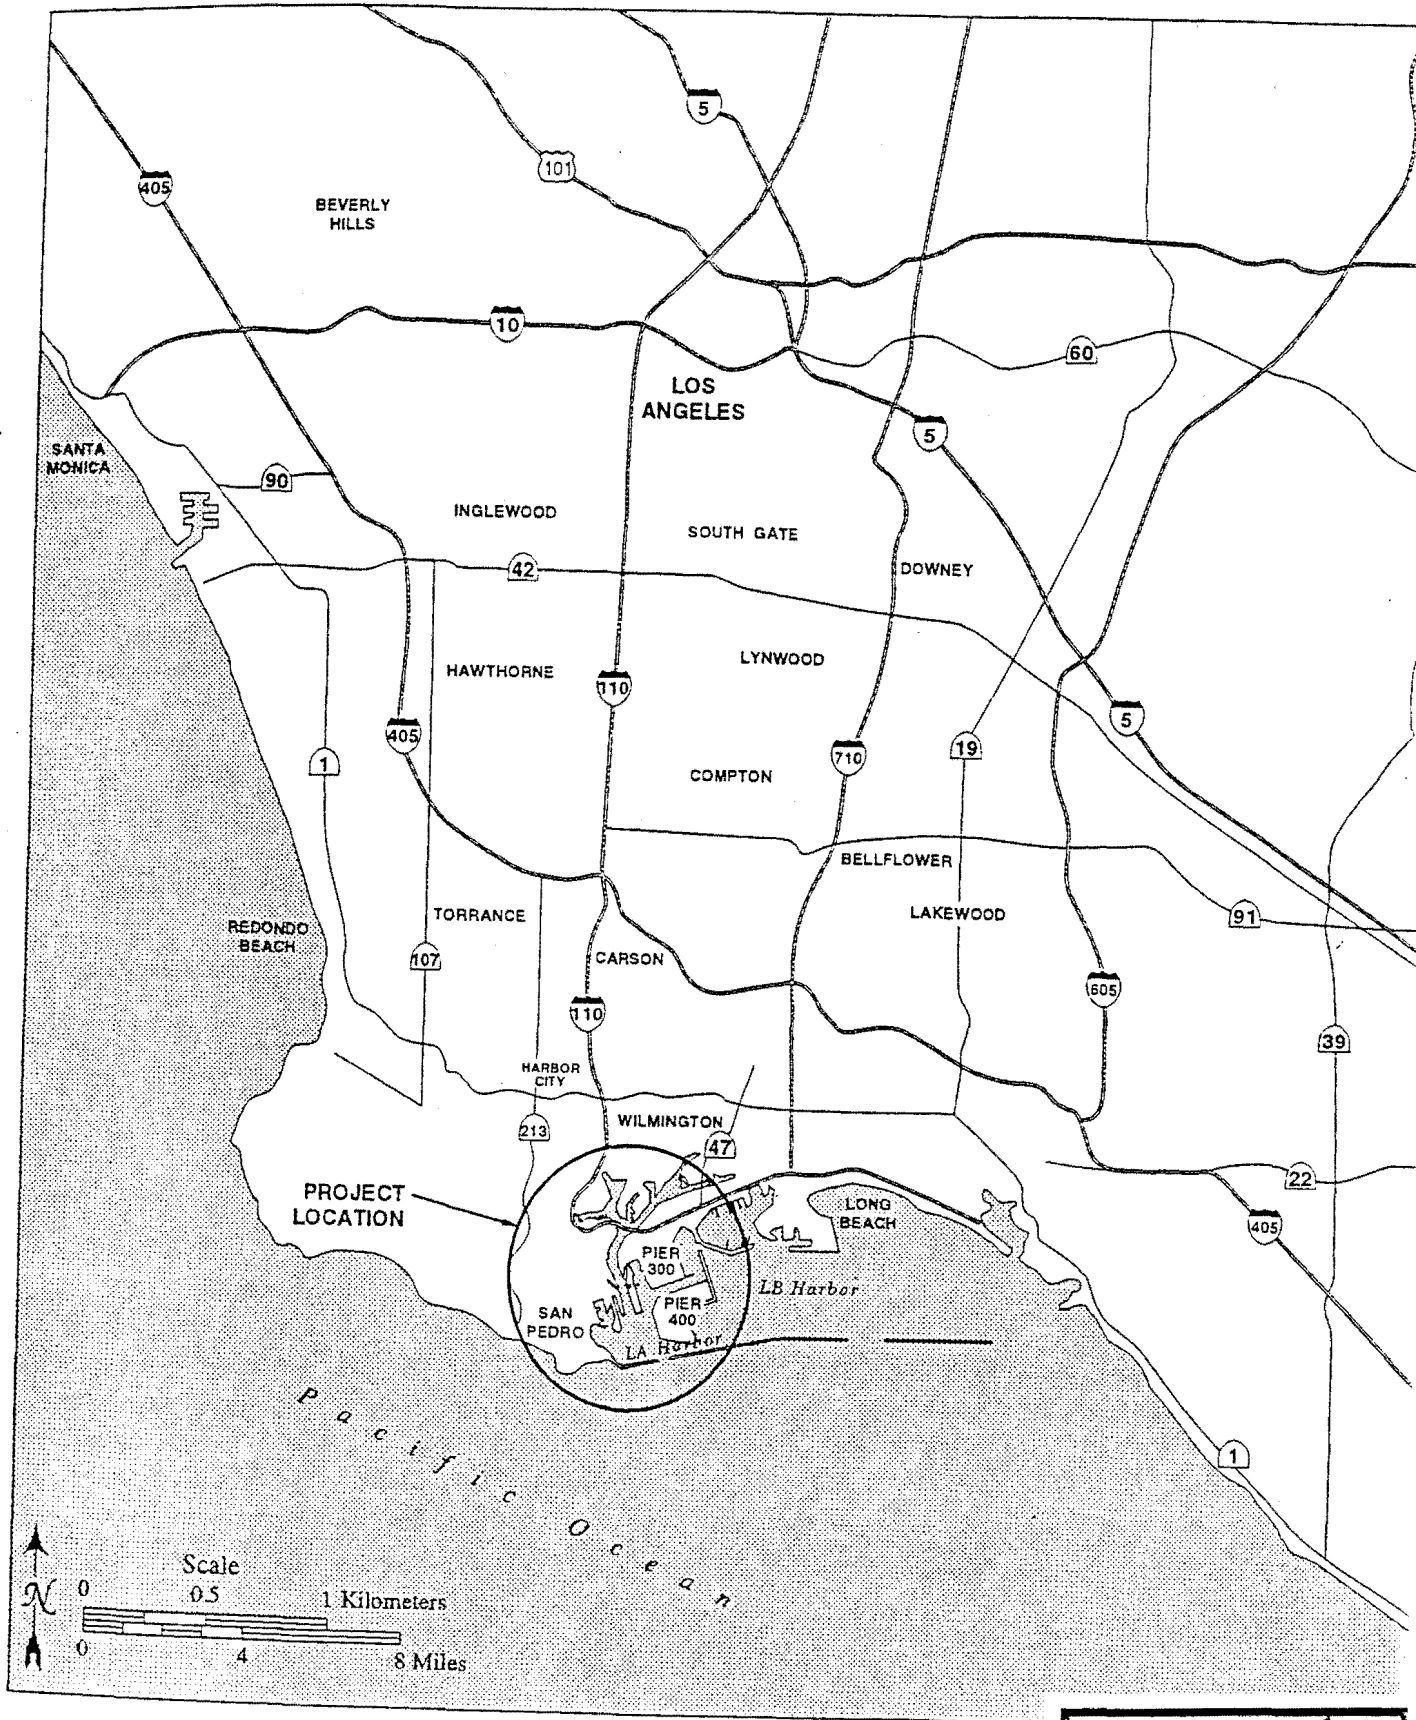 5
101
405
BEVERLY
HILLS
10
60
LOS
ANGELES
5
SANTA
MONICA
90
INGLEWOOD
SOUTH GATE
42
DOWNEY
LYNWOOD
HAWTHORNE
110
5
405
19
710
1
COMPTON
BELLFLOWER
TORRANCE
LAKEWOOD
91
REDONDO
BEACH
107
CARSON
605
110
39
HARBOR
CITY
WILMINGTON
213
47
22
PROJECT
LOCATION
LONG
BEACH
405
PIER
300
LB Harbor
PIER
400
SAN
PEDRO
LA Harbor
Pacific Ocean
1
Scale
0 0.5 1 Kilometers
N
0 4 8 Miles